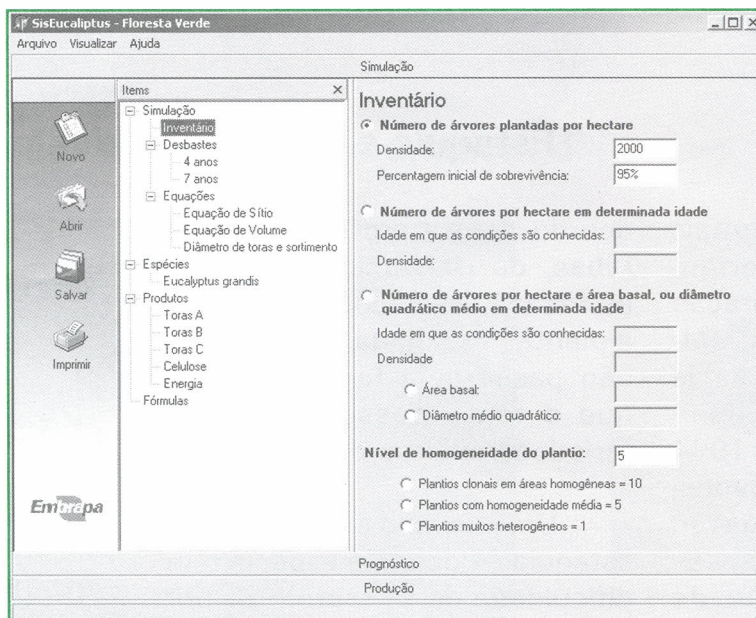 SisEucaliptus - Floresta Verde
Arquivo Visualizar Ajuda
Simulação
Novo
Abrir
Salvar
Imprimir
Embrapa
Items
Simulação
Inventário
Desbastes
4 anos
7 anos
Equações
Equação de Sítio
Equação de Volume
Diâmetro de toras e sortimento
Espécies
Eucalyptus grandis
Produtos
Toras A
Toras B
Toras C
Celulose
Energia
Fórmulas
Inventário
Número de árvores plantadas por hectare
Densidade: 2000
Percentagem inicial de sobrevivência: 95%
Número de árvores por hectare em determinada idade
Idade em que as condições são conhecidas:
Densidade:
Número de árvores por hectare e área basal, ou diâmetro
quadrático médio em determinada idade
Idade em que as condições são conhecidas:
Densidade
Área basal:
Diâmetro médio quadrático:
Nível de homogeneidade do plantio: 5
Plantios clonais em áreas homogêneas = 10
Plantios com homogeneidade média = 5
Plantios muitos heterogêneos = 1
Prognóstico
Produção